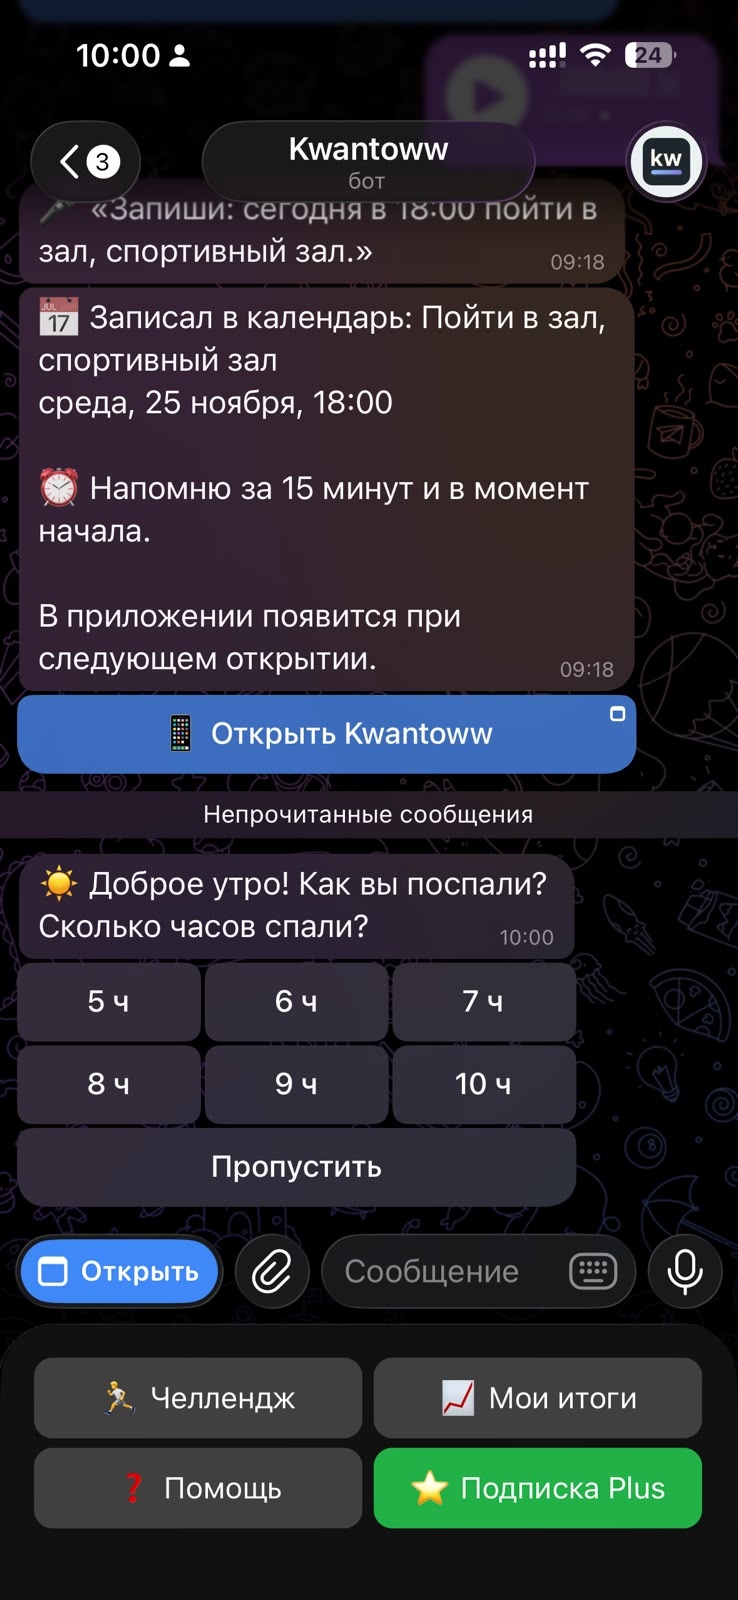 10:00
24
3
Kwantoww
бот
kw
«Запиши: сегодня в 18:00 пойти в
зал, спортивный зал.»
09:18
JUL
17
Записал в календарь: Пойти в зал,
спортивный зал
среда, 25 ноября, 18:00
Напомню за 15 минут и в момент
начала.
В приложении появится при
следующем открытии.
09:18
Открыть Kwantoww
Непрочитанные сообщения
Доброе утро! Как вы поспали?
Сколько часов спали?
10:00
5 ч
6 ч
7 ч
8 ч
9 ч
10 ч
Пропустить
Открыть
Сообщение
Челлендж
Мои итоги
Помощь
Подписка Plus